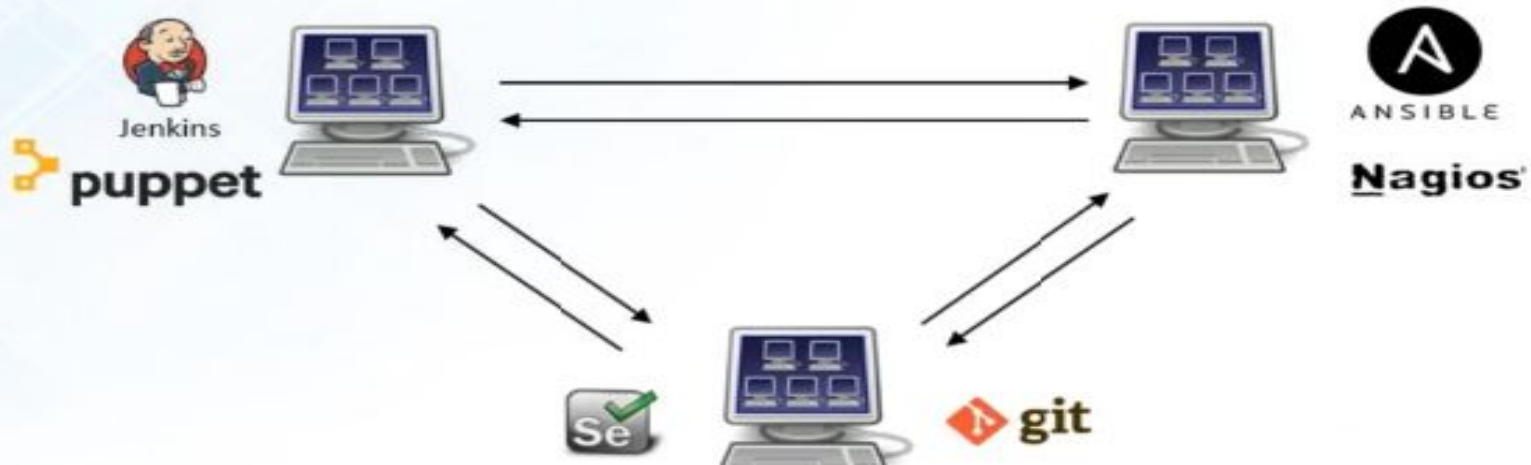 Jenkins
puppet
A
ANSIBLE
Nagios
Se
git